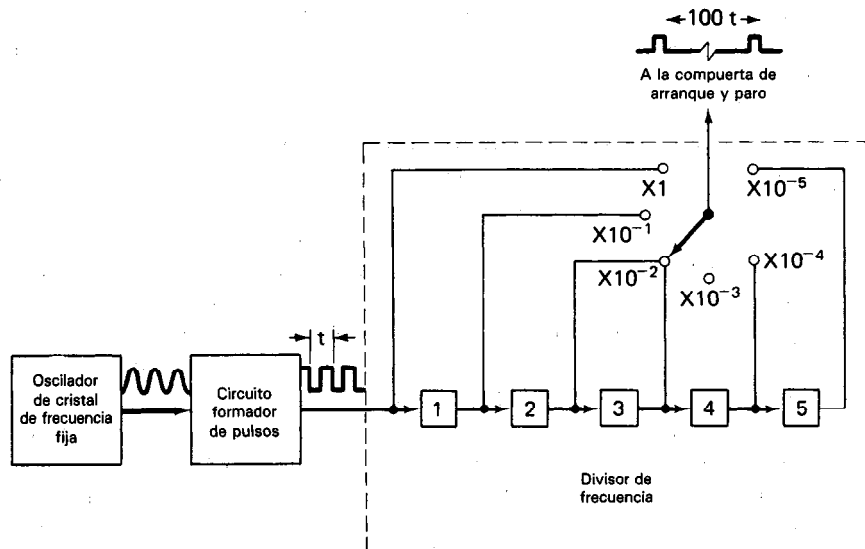 100 t
A la compuerta de
arranque y paro
X1
X10⁻⁵
X10⁻¹
X10⁻²
X10⁻⁴
X10⁻³
t
Oscilador
de cristal
de frecuencia
fija
Circuito
formador
de pulsos
1
2
3
4
5
Divisor de
frecuencia